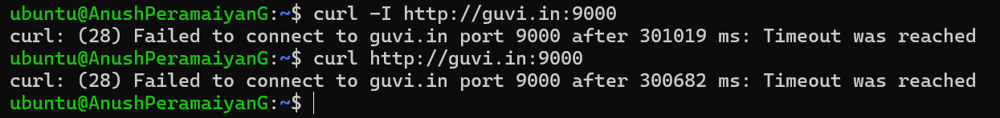 ubuntu@AnushPeramaiyanG:~$ curl -I http://guvi.in:9000
curl: (28) Failed to connect to guvi.in port 9000 after 301019 ms: Timeout was reached
ubuntu@AnushPeramaiyanG:~$ curl http://guvi.in:9000
curl: (28) Failed to connect to guvi.in port 9000 after 300682 ms: Timeout was reached
ubuntu@AnushPeramaiyanG:~$